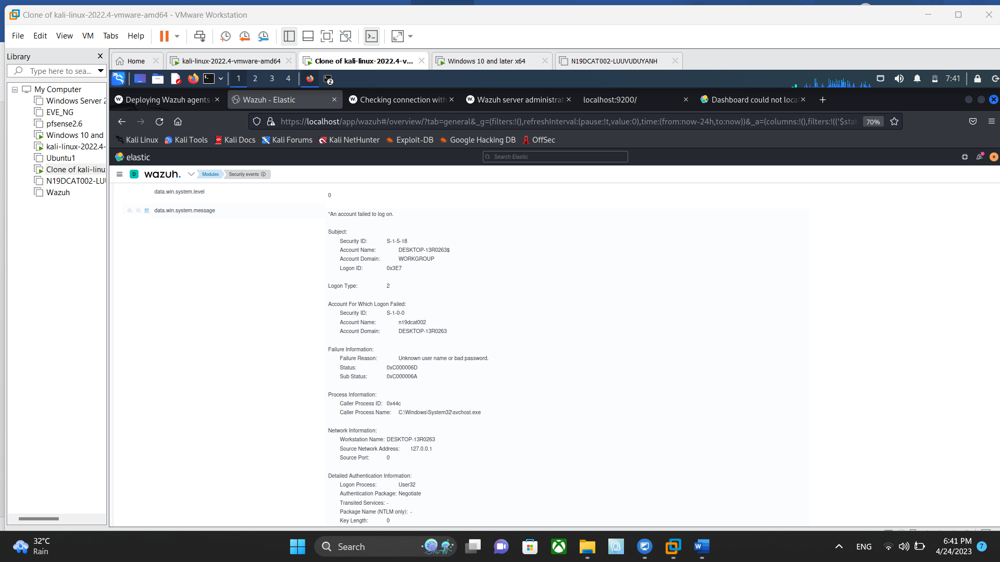 Clone of kali-linux-2022.4-vmware-amd64 - VMware Workstation
File Edit View VM Tabs Help
Library
Type here to sea...
My Computer
Windows Server 2
EVE_NG
pfsense2.6
Windows 10 and
kali-linux-2022.4-
Ubuntu1
Clone of kali-linu
N19DCAT002-LU
Wazuh
Home
kali-linux-2022.4-vmware-amd64
Clone of kali-linux-2022.4-v...
Windows 10 and later x64
N19DCAT002-LUUVUDUYANH
1 2 3 4
2
7:41
Deploying Wazuh agents
Wazuh - Elastic
Checking connection with
Wazuh server administrat
localhost:9200/
Dashboard could not loca
https://localhost/app/wazuh#/overview/?tab=general&_g=(filters:!(),refreshInterval:(pause:!t,value:0),time:(from:now-24h,to:now))&_a=(columns:!(),filters:!(('$stat
70%
Kali Linux Kali Tools Kali Docs Kali Forums Kali NetHunter Exploit-DB Google Hacking DB OffSec
elastic
Search Elastic
e
D wazuh. Modules Security events
data.win.system.level
0
data.win.system.message
"An account failed to log on.
Subject:
Security ID: S-1-5-18
Account Name: DESKTOP-13R0263$
Account Domain: WORKGROUP
Logon ID: 0x3E7
Logon Type: 2
Account For Which Logon Failed:
Security ID: S-1-0-0
Account Name: n19dcat002
Account Domain: DESKTOP-13R0263
Failure Information:
Failure Reason: Unknown user name or bad password.
Status: 0xC000006D
Sub Status: 0xC000006A
Process Information:
Caller Process ID: 0x44c
Caller Process Name: C:\Windows\System32\svchost.exe
Network Information:
Workstation Name: DESKTOP-13R0263
Source Network Address: 127.0.0.1
Source Port: 0
Detailed Authentication Information:
Logon Process: User32
Authentication Package: Negotiate
Transited Services: -
Package Name (NTLM only): -
Key Length: 0
32°C
Rain
Search
ENG
6:41 PM
4/24/2023
7